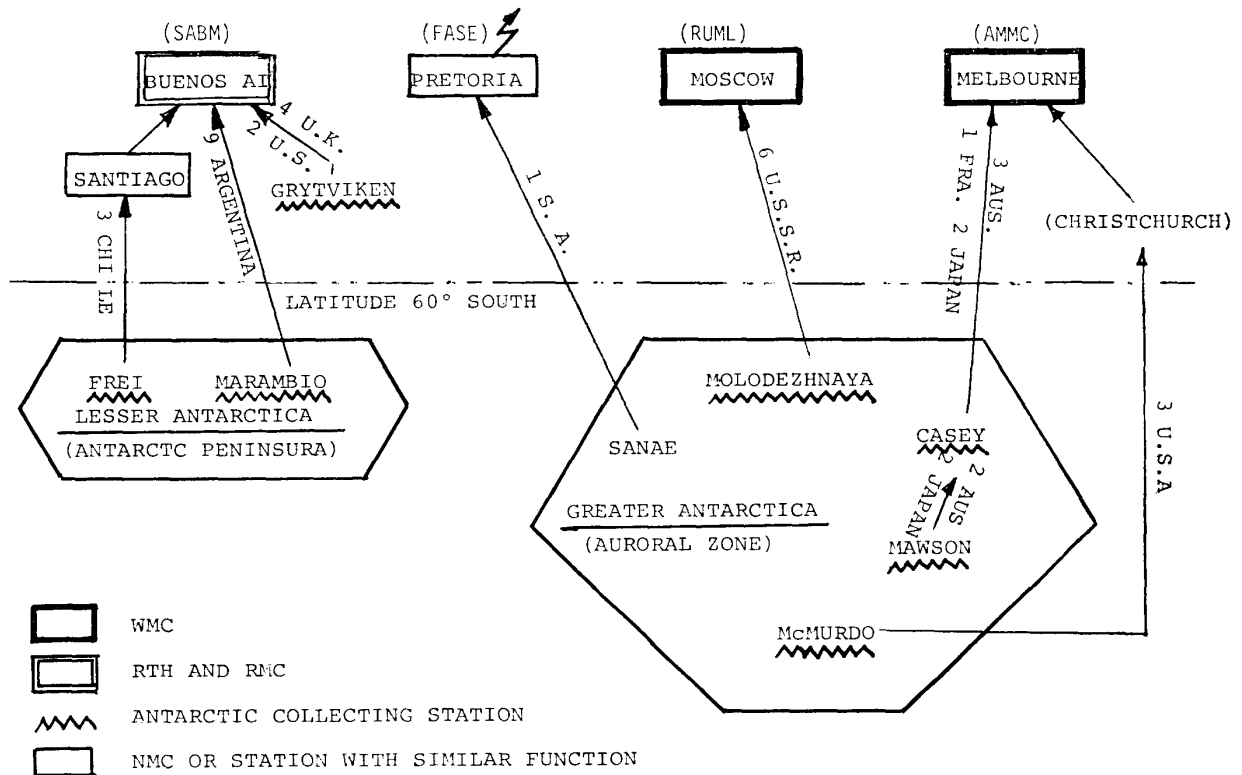 (SABM)
(FASE)
(RUML)
(AMMC)
BUENOS AI
PRETORIA
MOSCOW
MELBOURNE
SANTIAGO
4 U.K.
2 U.S.
GRYTVIKEN
9 ARGENTINA
3 CHI LE
1 S. A.
6 U.S.S.R.
3 AUS.
1 FRA. 2 JAPAN
(CHRISTCHURCH)
LATITUDE 60° SOUTH
FREI
MARAMBIO
LESSER ANTARCTICA
(ANTARCTC PENINSURA)
MOLODEZHNAYA
SANAE
CASEY
2 AUS
2 JAPAN
GREATER ANTARCTICA
(AURORAL ZONE)
MAWSON
McMURDO
3 U.S.A
WMC
RTH AND RMC
ANTARCTIC COLLECTING STATION
NMC OR STATION WITH SIMILAR FUNCTION